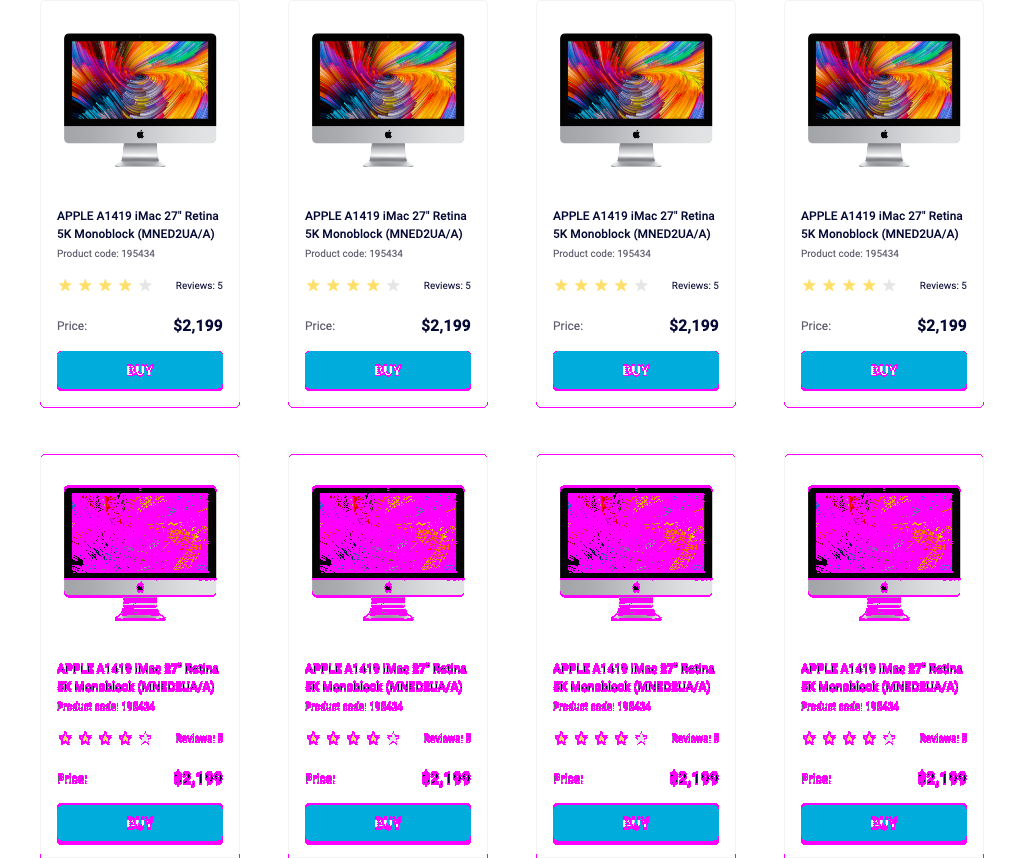 APPLE A1419 iMac 27" Retina APPLE A1419 iMac 27" Retina APPLE A1419 iMac 27" Retina APPLE A1419 iMac 27" Retina
5K Monoblock (MNED2UA/A) 5K Monoblock (MNED2UA/A) 5K Monoblock (MNED2UA/A) 5K Monoblock (MNED2UA/A)
Product code: 195434 Product code: 195434 Product code: 195434 Product code: 195434
Reviews: 5 Reviews: 5 Reviews: 5 Reviews: 5
Price: $2,199 Price: $2,199 Price: $2,199 Price: $2,199
BUY BUY BUY BUY
APPLE A1419 iMac 27" Retina APPLE A1419 iMac 27" Retina APPLE A1419 iMac 27" Retina APPLE A1419 iMac 27" Retina
5K Monoblock (MNED2UA/A) 5K Monoblock (MNED2UA/A) 5K Monoblock (MNED2UA/A) 5K Monoblock (MNED2UA/A)
Product code: 195434 Product code: 195434 Product code: 195434 Product code: 195434
Reviews: 5 Reviews: 5 Reviews: 5 Reviews: 5
Price: $2,199 Price: $2,199 Price: $2,199 Price: $2,199
BUY BUY BUY BUY